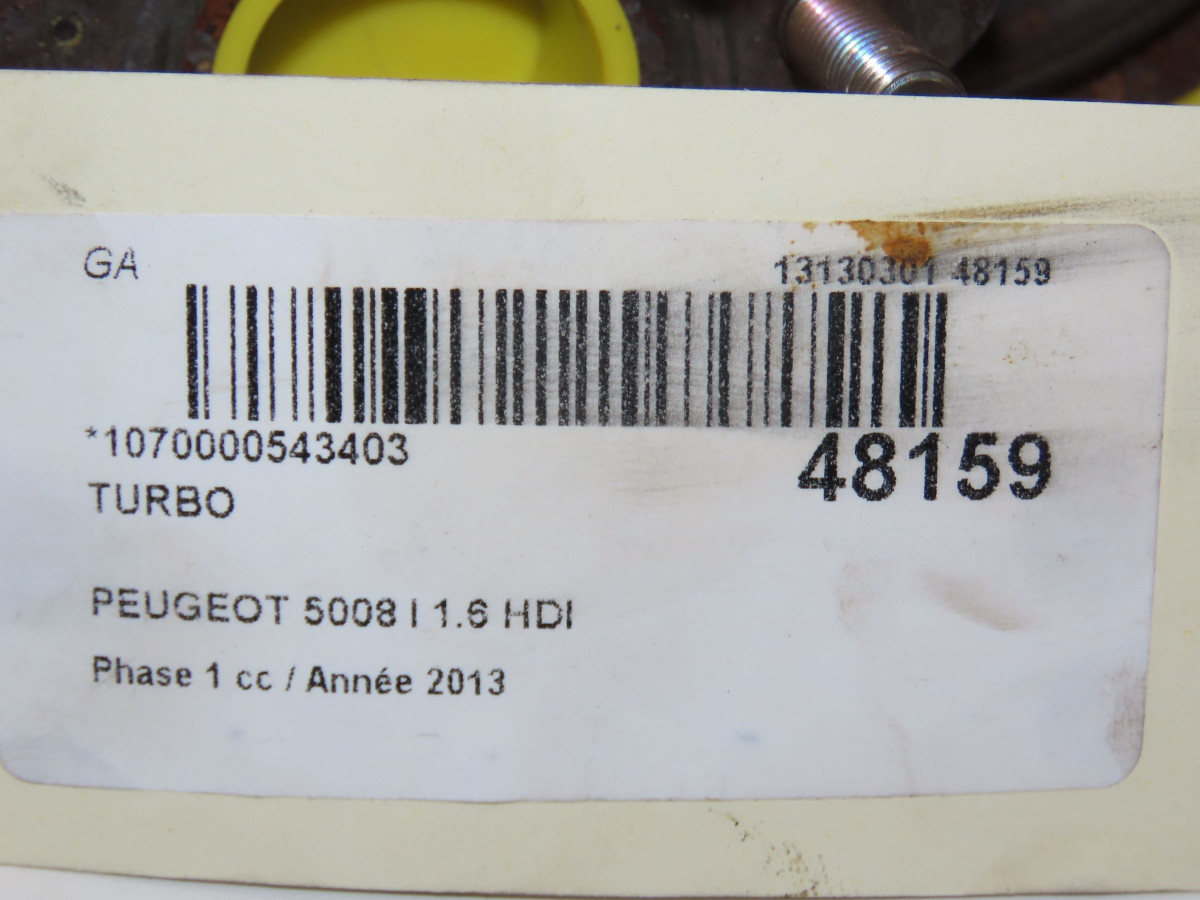 GA
13130301 48159
*1070000543403
48159
TURBO
PEUGEOT 5008 I 1.6 HDI
Phase 1 cc / Année 2013